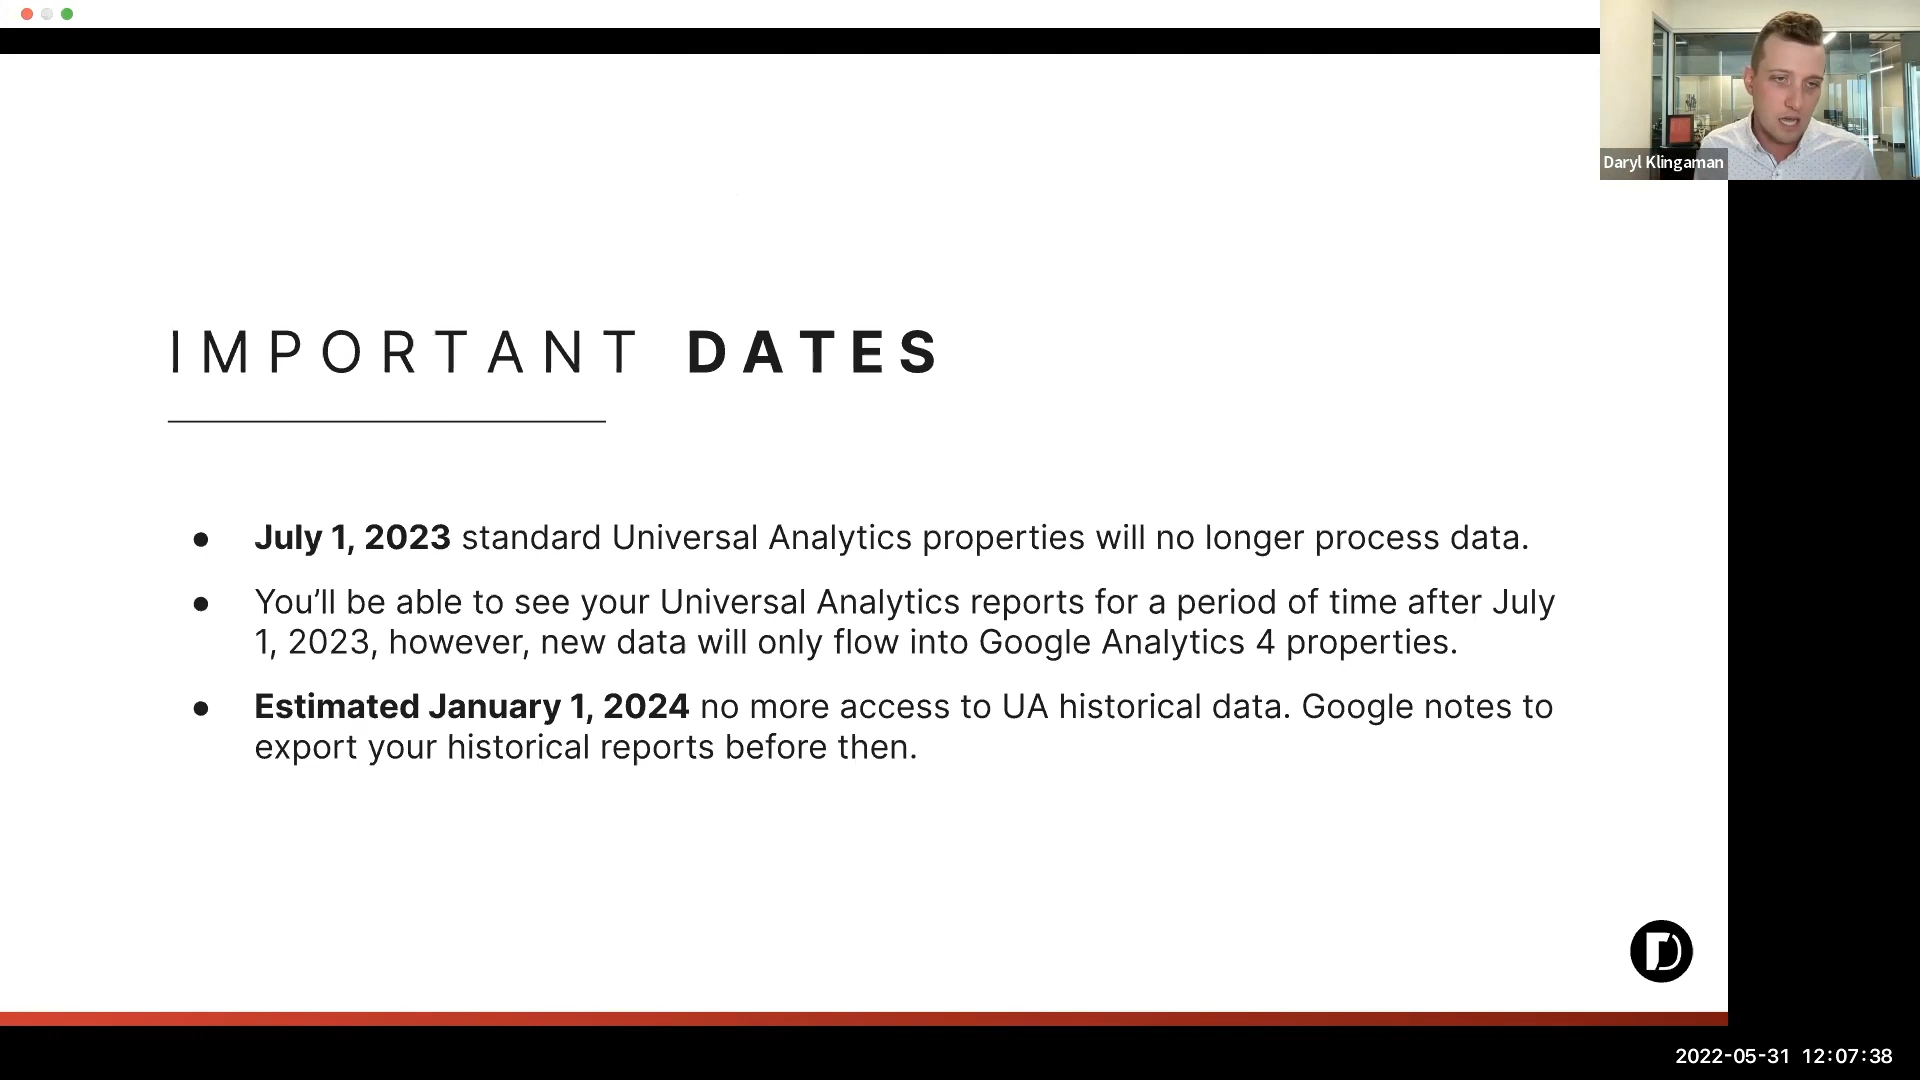 Daryl Klingaman
IMPORTANT DATES
● July 1, 2023 standard Universal Analytics properties will no longer process data.
● You’ll be able to see your Universal Analytics reports for a period of time after July
1, 2023, however, new data will only flow into Google Analytics 4 properties.
● Estimated January 1, 2024 no more access to UA historical data. Google notes to
export your historical reports before then.
D
2022-05-31 12:07:38